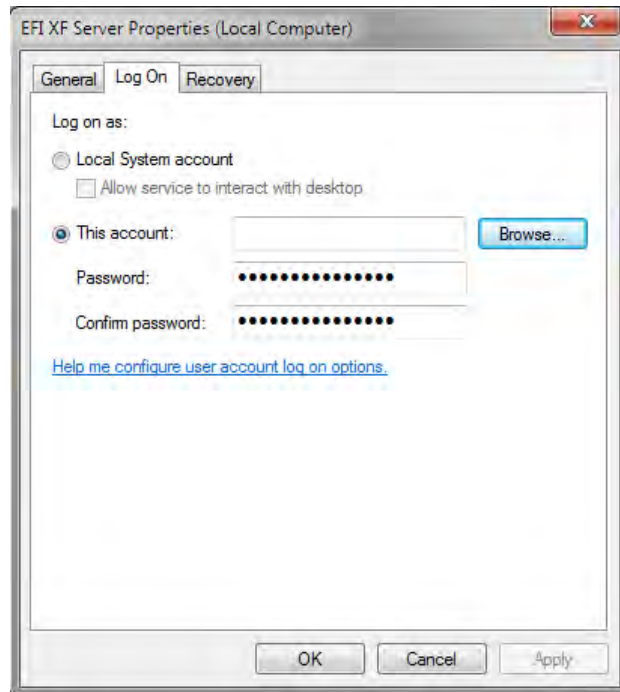 EFI XF Server Properties (Local Computer)
General Log On Recovery
Log on as:
Local System account
Allow service to interact with desktop
This account: Browse...
Password: •••••••••••••••
Confirm password: •••••••••••••••
Help me configure user account log on options.
OK Cancel Apply